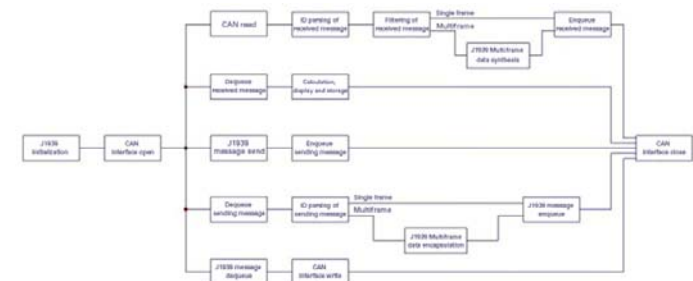 CAN read
ID parsing of
received message
Filtering of
received message
Single frame
Multiframe
J1939 Multiframe
data synthesis
Enqueue
received message
Dequeue
received message
Calculation,
display and storage
J1939
Initialization
CAN
Interface open
J1939
message send
Enqueue
sending message
CAN
Interface close
Dequeue
sending message
ID parsing of
sending message
Single frame
Multiframe
J1939 Multiframe
data encapsulation
J1939 message
enqueue
J1939 message
dequeue
CAN
Interface write